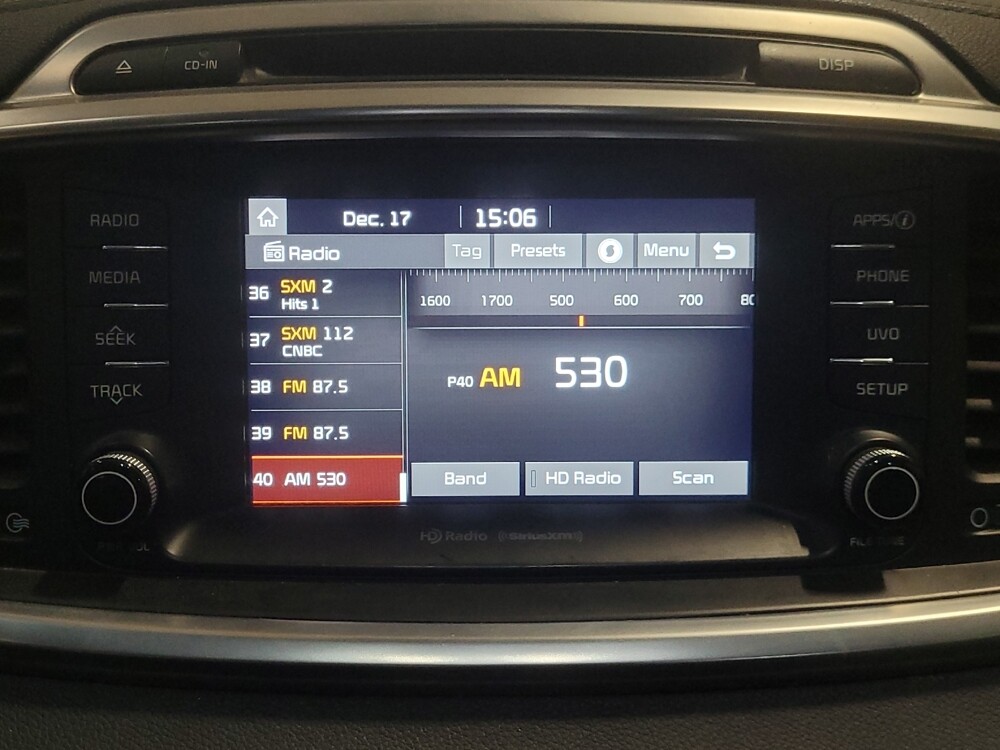 CD-IN DISP
RADIO
MEDIA
SEEK
TRACK
Dec. 17 15:06
Radio Tag Presets Menu
36 SXM 2
Hits 1
37 SXM 112
CNBC
38 FM 87.5
39 FM 87.5
40 AM 530
1600 1700 500 600 700 80
P40 AM 530
Band HD Radio Scan
APPS/i
PHONE
UVO
SETUP
HD Radio ((SiriusXM))